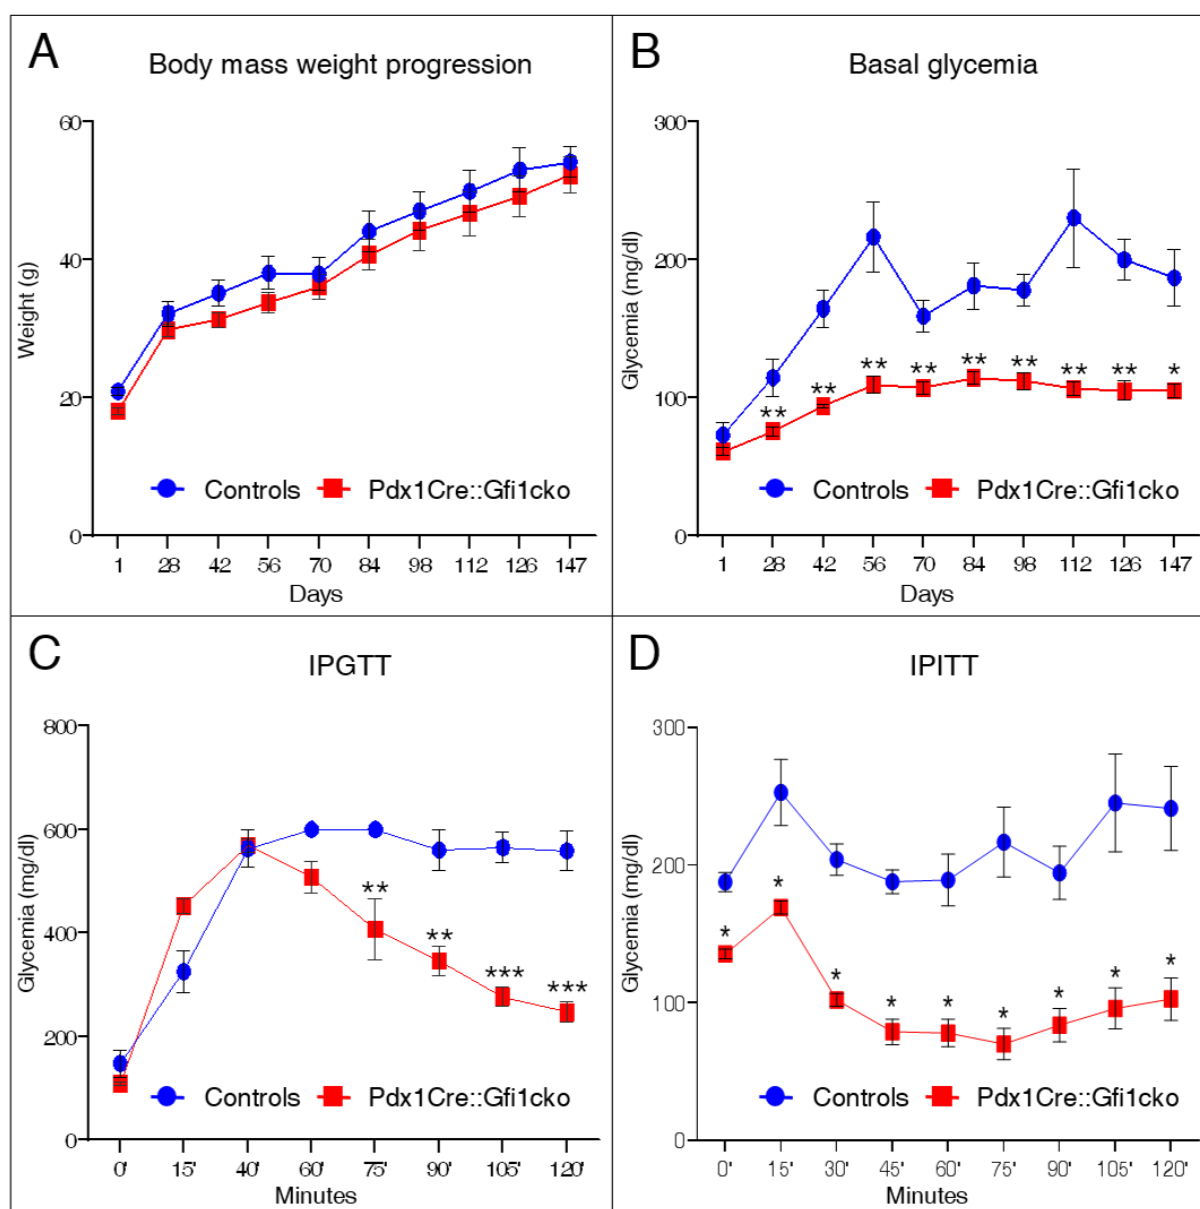 A
Body mass weight progression
60
40
20
0
Weight (g)
**Controls** Pdx1Cre::Gfi1cko
1 28 42 56 70 84 98 112 126 147
Days
B
Basal glycemia
300
200
100
0
Glycemia (mg/dl)
** ** ** ** ** ** ** ** *
Controls Pdx1Cre::Gfi1cko
1 28 42 56 70 84 98 112 126 147
Days
C
IPGTT
800
600
400
200
0
Glycemia (mg/dl)
** ** *** ***
Controls Pdx1Cre::Gfi1cko
0' 15' 40' 60' 75' 90' 105' 120'
Minutes
D
IPITT
300
200
100
0
Glycemia (mg/dl)
* * * * * * * * *
Controls Pdx1Cre::Gfi1cko
0' 15' 30' 45' 60' 75' 90' 105' 120'
Minutes